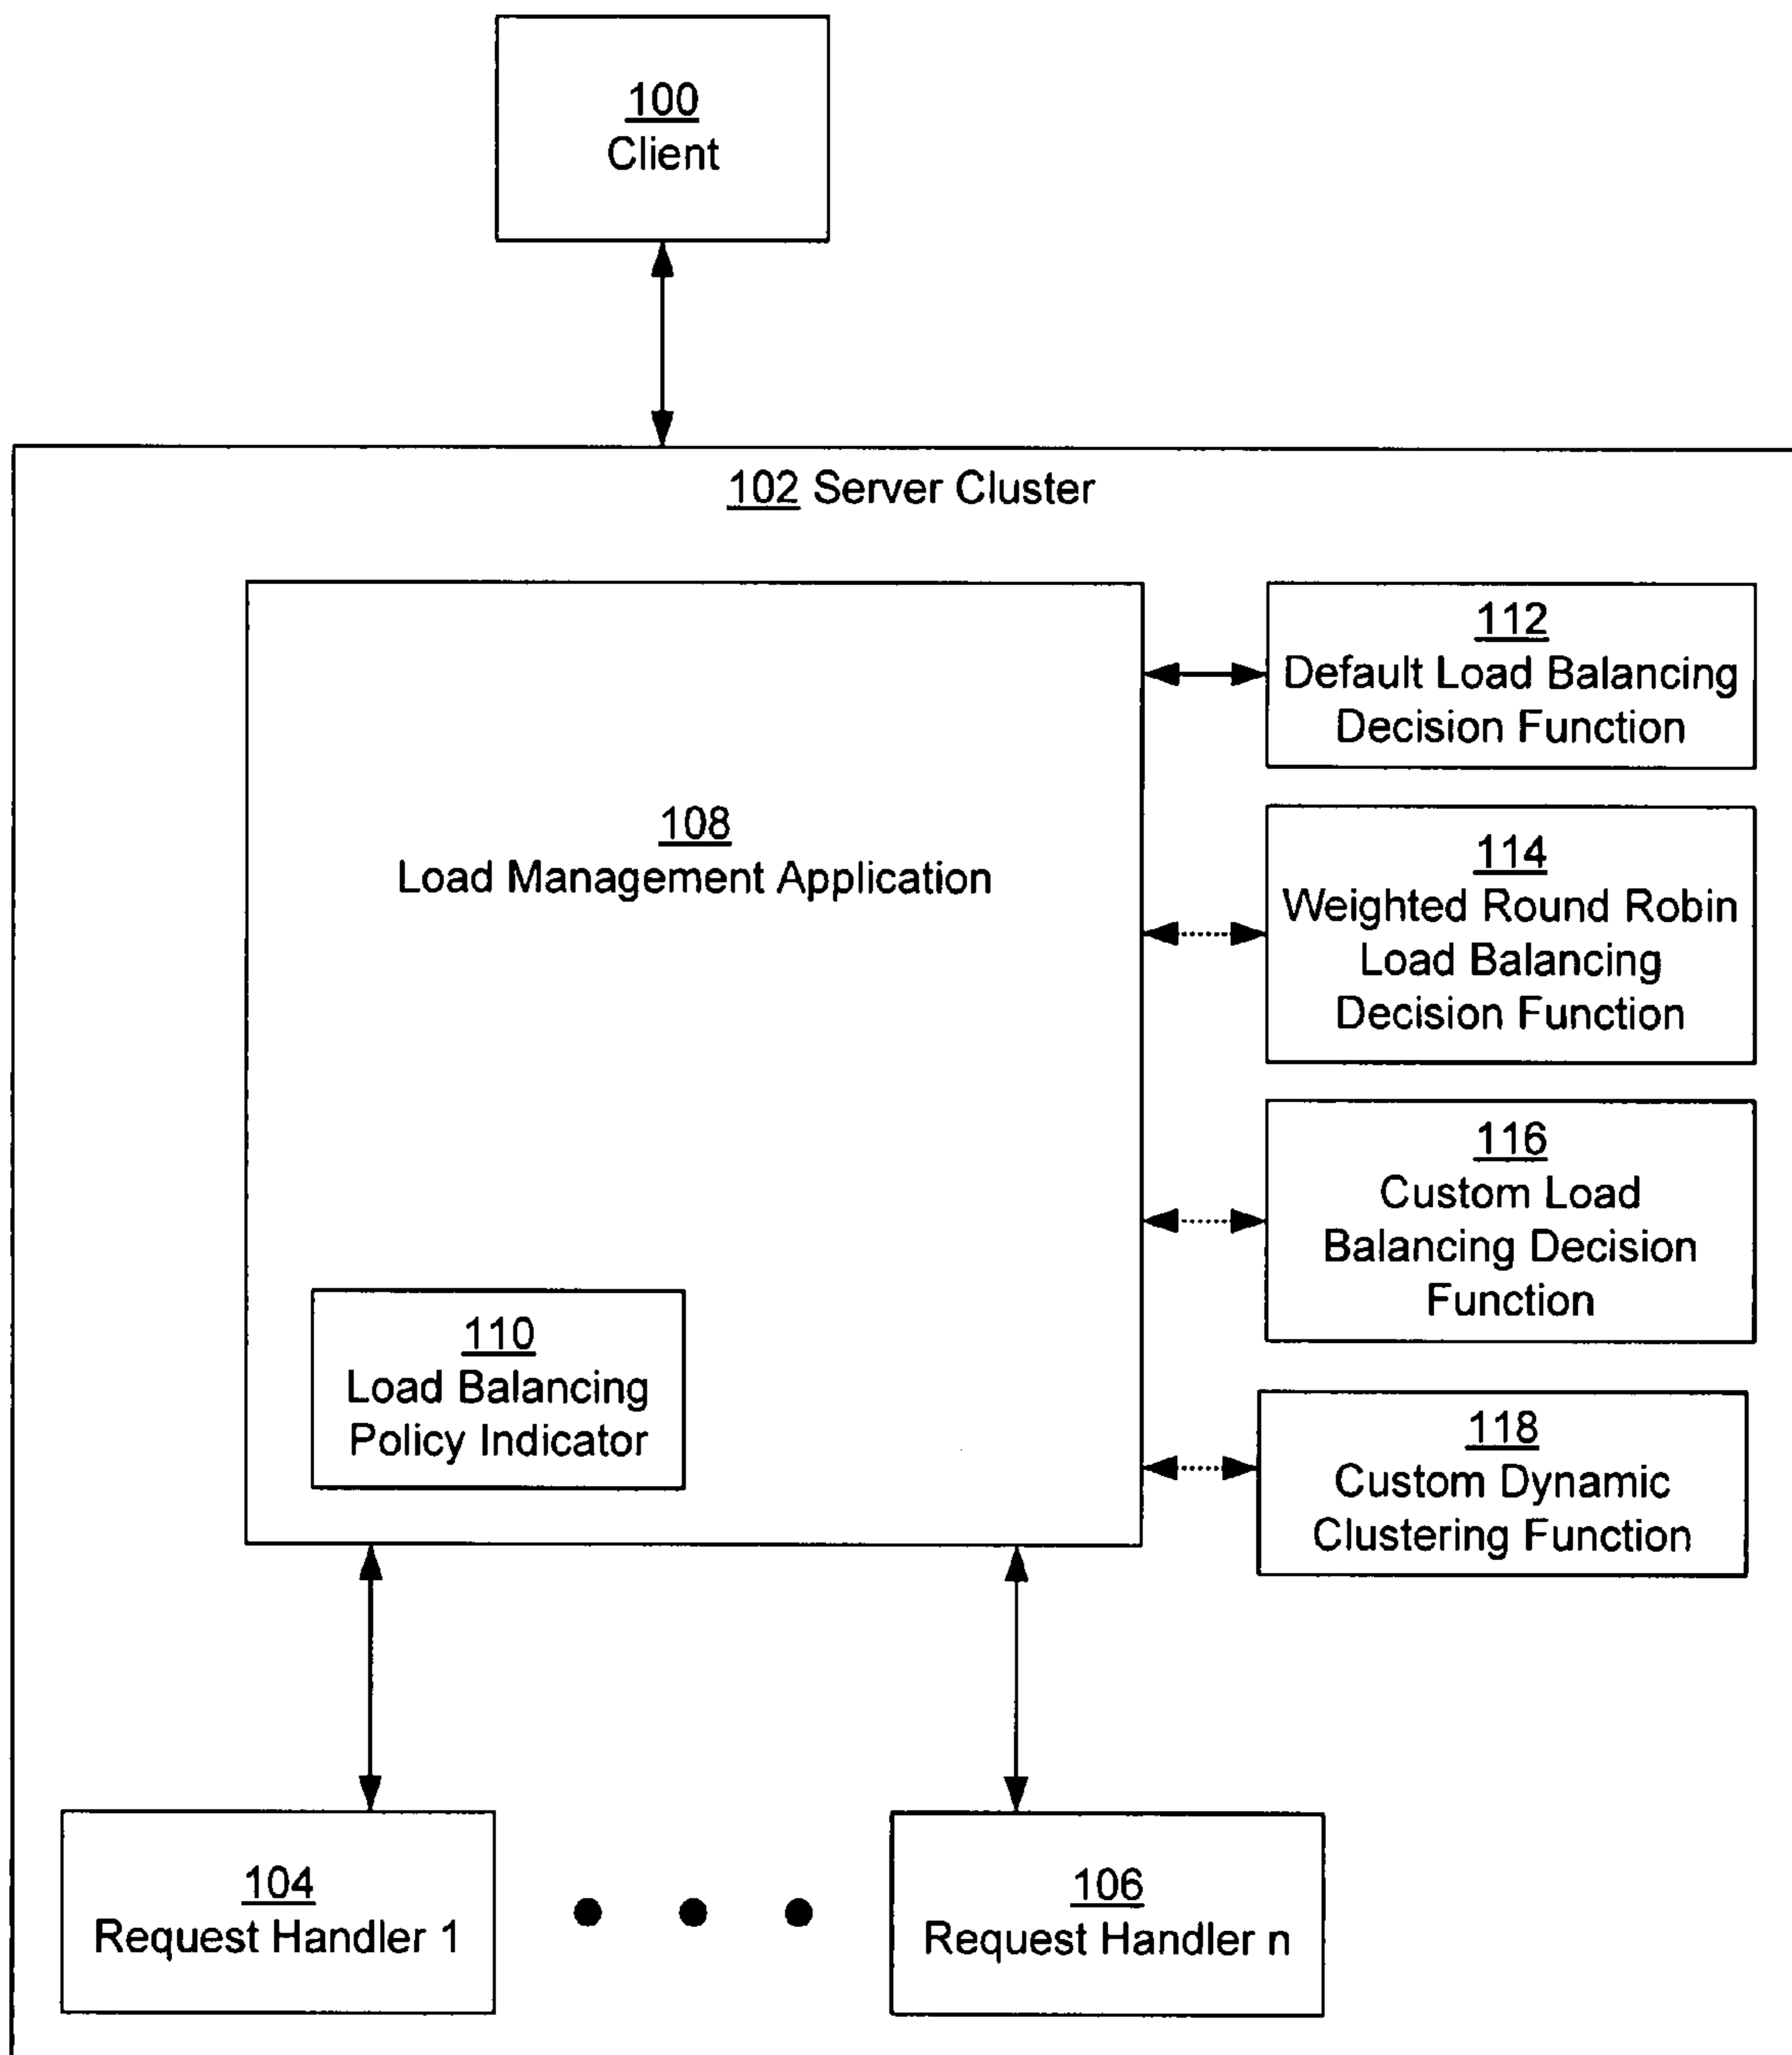 100
Client
102 Server Cluster
112
Default Load Balancing
Decision Function
108
Load Management Application
114
Weighted Round Robin
Load Balancing
Decision Function
116
Custom Load
Balancing Decision
Function
110
Load Balancing
Policy Indicator
118
Custom Dynamic
Clustering Function
104
Request Handler 1
106
Request Handler n